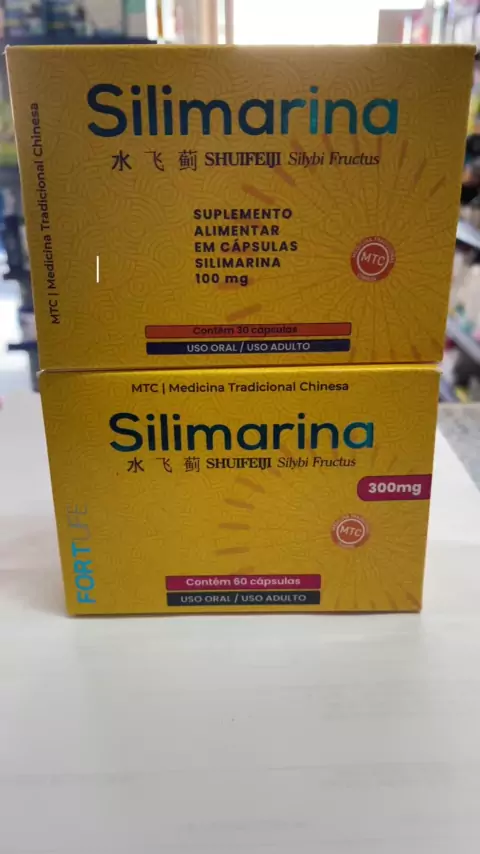 Silimarina
水飞蓟 SHUIFEIJI Silybi Fructus
MTC | Medicina Tradicional Chinesa
SUPLEMENTO
ALIMENTAR
EM CÁPSULAS
SILIMARINA
100 mg
MTC
Contém 30 cápsulas
USO ORAL / USO ADULTO
MTC | Medicina Tradicional Chinesa
Silimarina
水飞蓟 SHUIFEIJI Silybi Fructus
300mg
MTC
FORTLIFE
Contém 60 cápsulas
USO ORAL / USO ADULTO